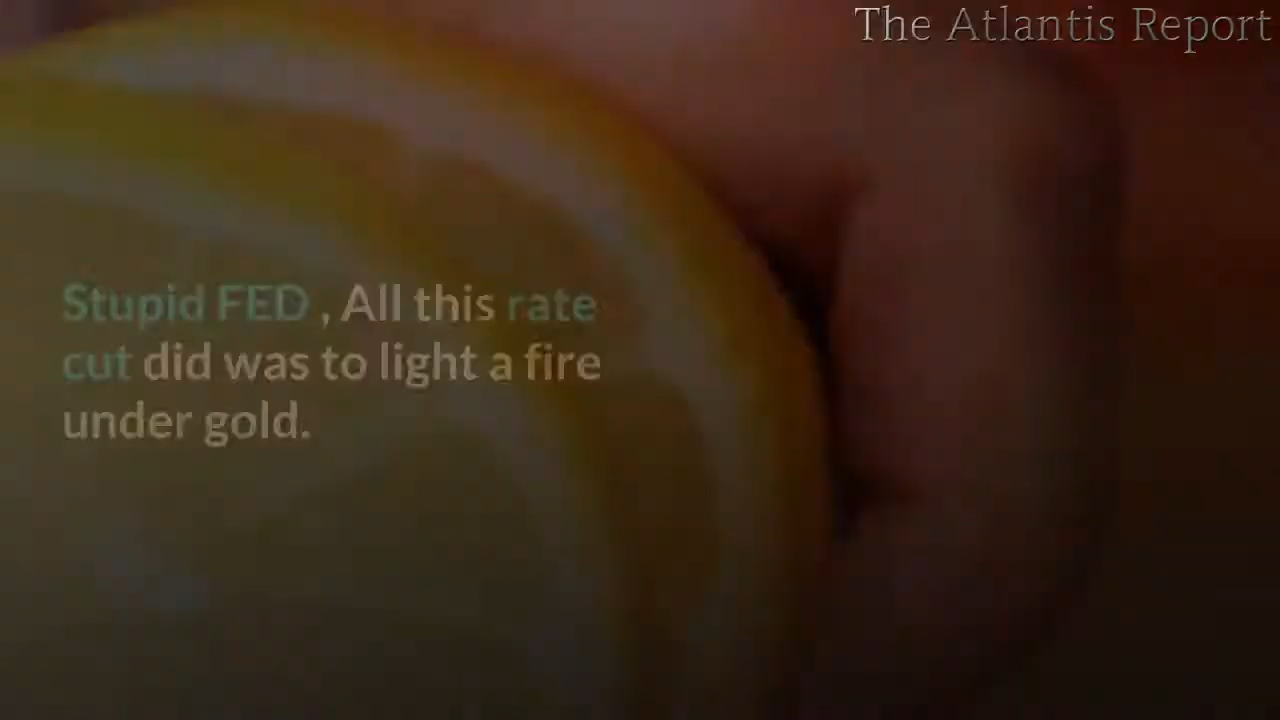 The Atlantis Report
Stupid FED , All this rate
cut did was to light a fire
under gold.